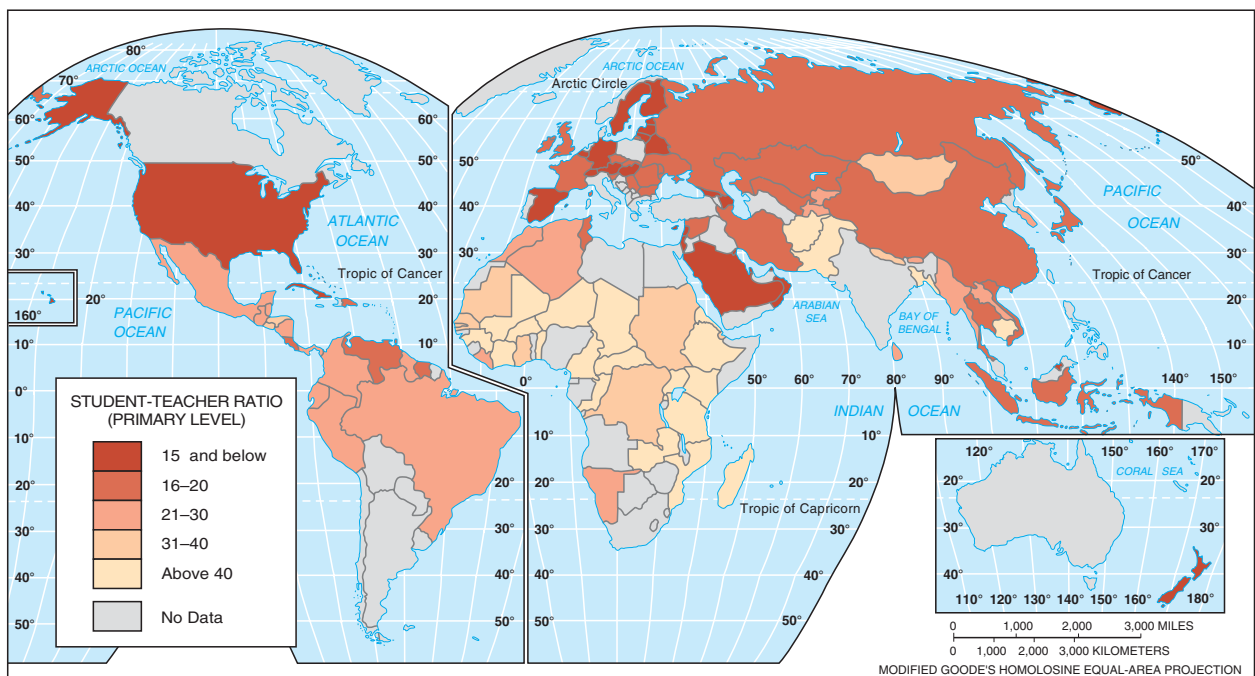 80°
ARCTIC OCEAN
ARCTIC OCEAN
70°
Arctic Circle
60°
60°
60°
50°
50°
50°
50°
40°
40°
40°
PACIFIC
OCEAN
ATLANTIC
OCEAN
30°
30°
30°
Tropic of Cancer
Tropic of Cancer
160°
20°
20°
20°
PACIFIC
OCEAN
ARABIAN
SEA
BAY OF
BENGAL
10°
10°
10°
0°
0°
50°
60°
70°
80°
90°
140°
150°
INDIAN
OCEAN
STUDENT-TEACHER RATIO
(PRIMARY LEVEL)
15 and below
16–20
21–30
31–40
Above 40
No Data
10°
10°
10°
10°
20°
20°
20°
20°
Tropic of Capricorn
30°
30°
30°
30°
40°
40°
40°
40°
50°
50°
50°
50°
120°
150°
160°
170°
CORAL SEA
20°
20°
30°
30°
40°
40°
110°
130°
140°
150°
160°
180°
0
1,000
2,000
3,000 MILES
0
1,000
2,000
3,000 KILOMETERS
MODIFIED GOODE'S HOMOLOSINE EQUAL-AREA PROJECTION